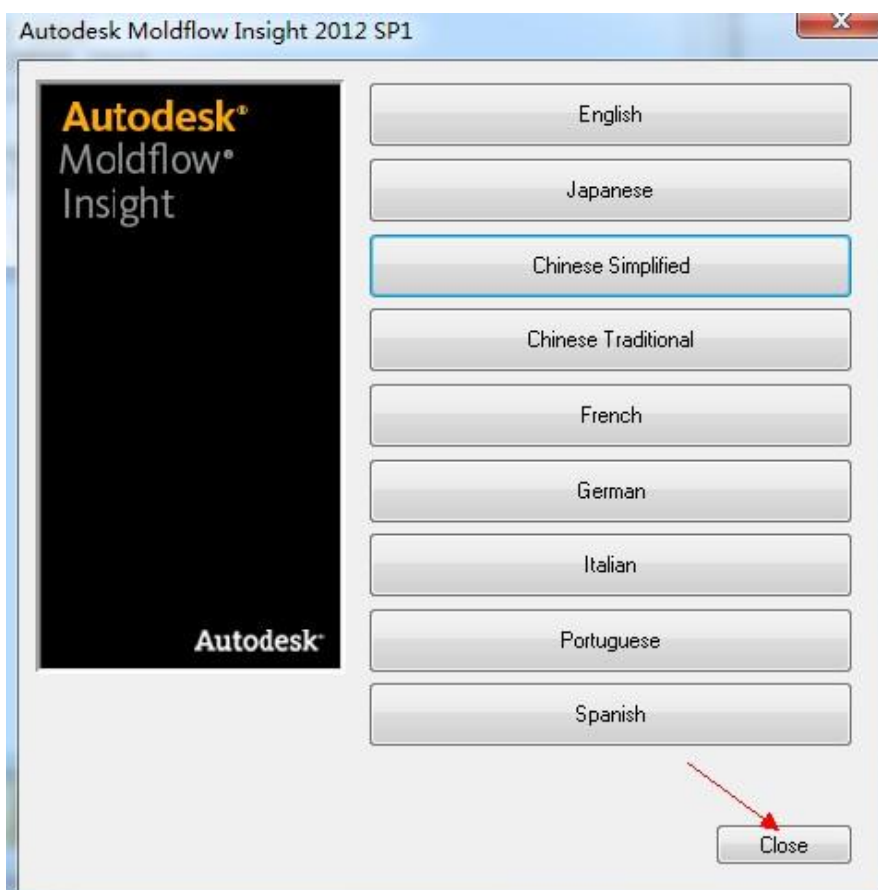 Autodesk Moldflow Insight 2012 SP1
Autodesk®
Moldflow®
Insight
Autodesk®
English
Japanese
Chinese Simplified
Chinese Traditional
French
German
Italian
Portuguese
Spanish
Close